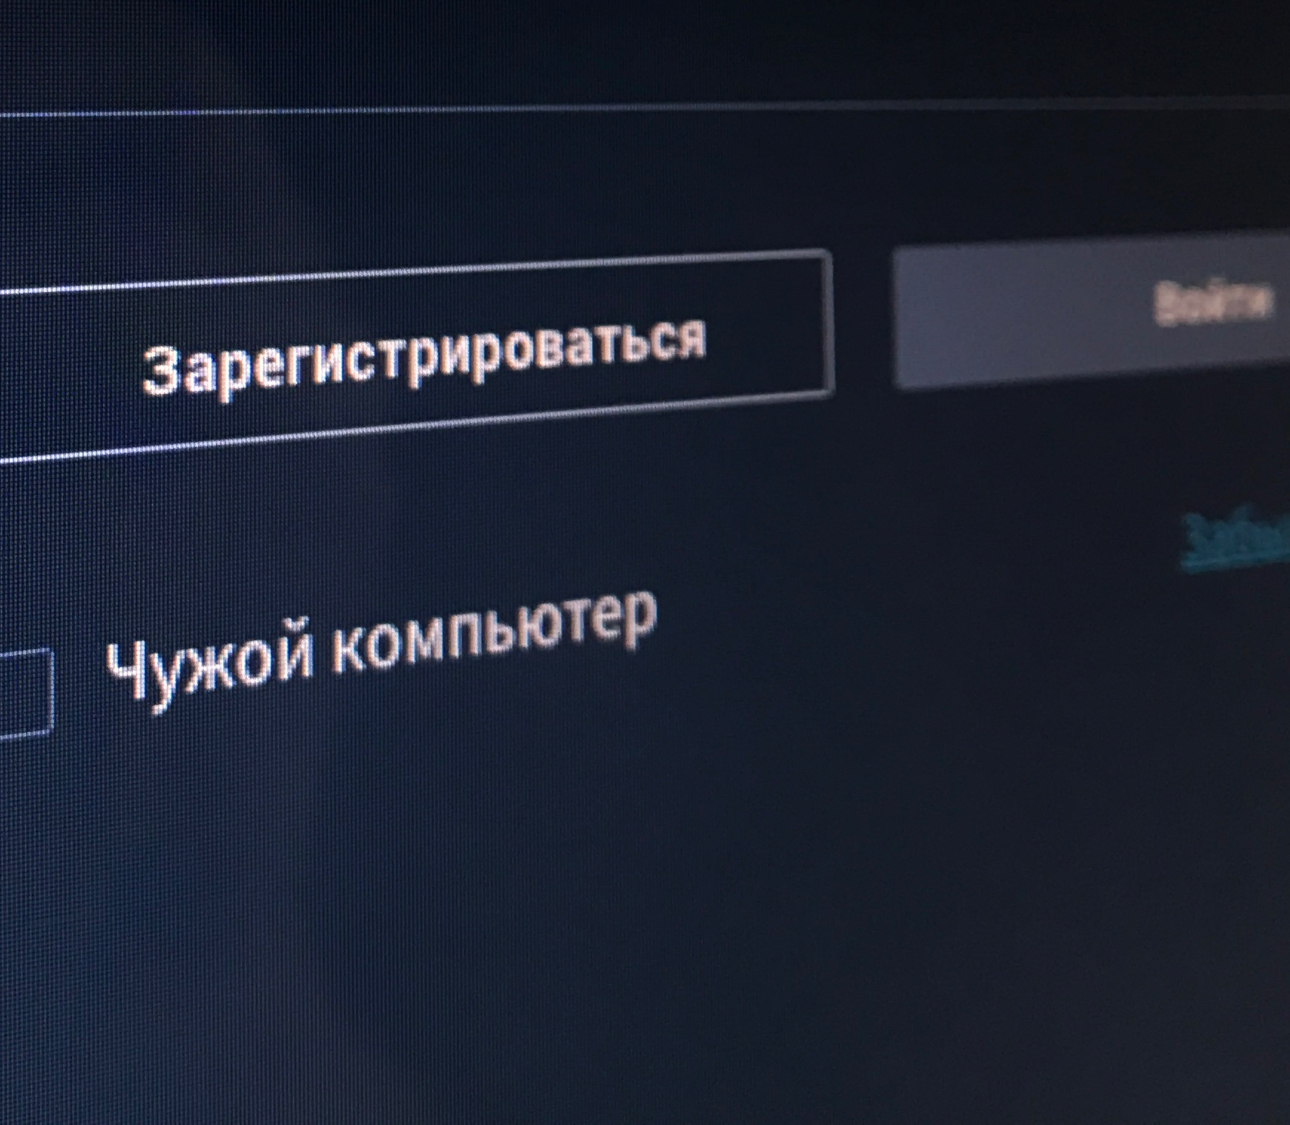 Зарегистрироваться
Войти
Чужой компьютер